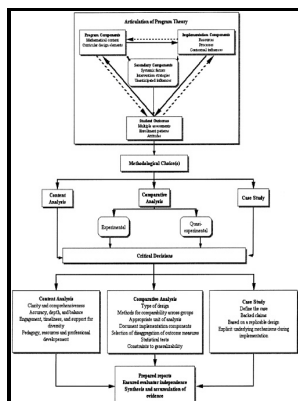 Articulation of Program Theory
Program Components
Mathematical content
Curricular design elements
Implementation Components
Resources
Processes
Contextual influences
Secondary Components
Systemic factors
Intervention strategies
Unanticipated influences
Student Outcomes
Multiple assessments
Enrollment patterns
Attitudes
Methodological Choice(s)
Content
Analysis
Comparative
Analysis
Case Study
Experimental
Quasi-
experimental
Critical Decisions
Content Analysis
Clarity and comprehensiveness
Accuracy, depth, and balance
Engagement, timeliness, and support for
diversity
Pedagogy, resources and professional
development
Comparative Analysis
Type of design
Methods for comparability across groups
Appropriate unit of analysis
Document implementation components
Selection of disaggregation of outcome measures
Statistical tests
Constraints to generalizability
Case Study
Define the case
Backed claims
Based on a replicable design
Explicit underlying mechanisms during
implementation
Prepared reports
Ensured evaluator independence
Synthesis and accumulation of
evidence